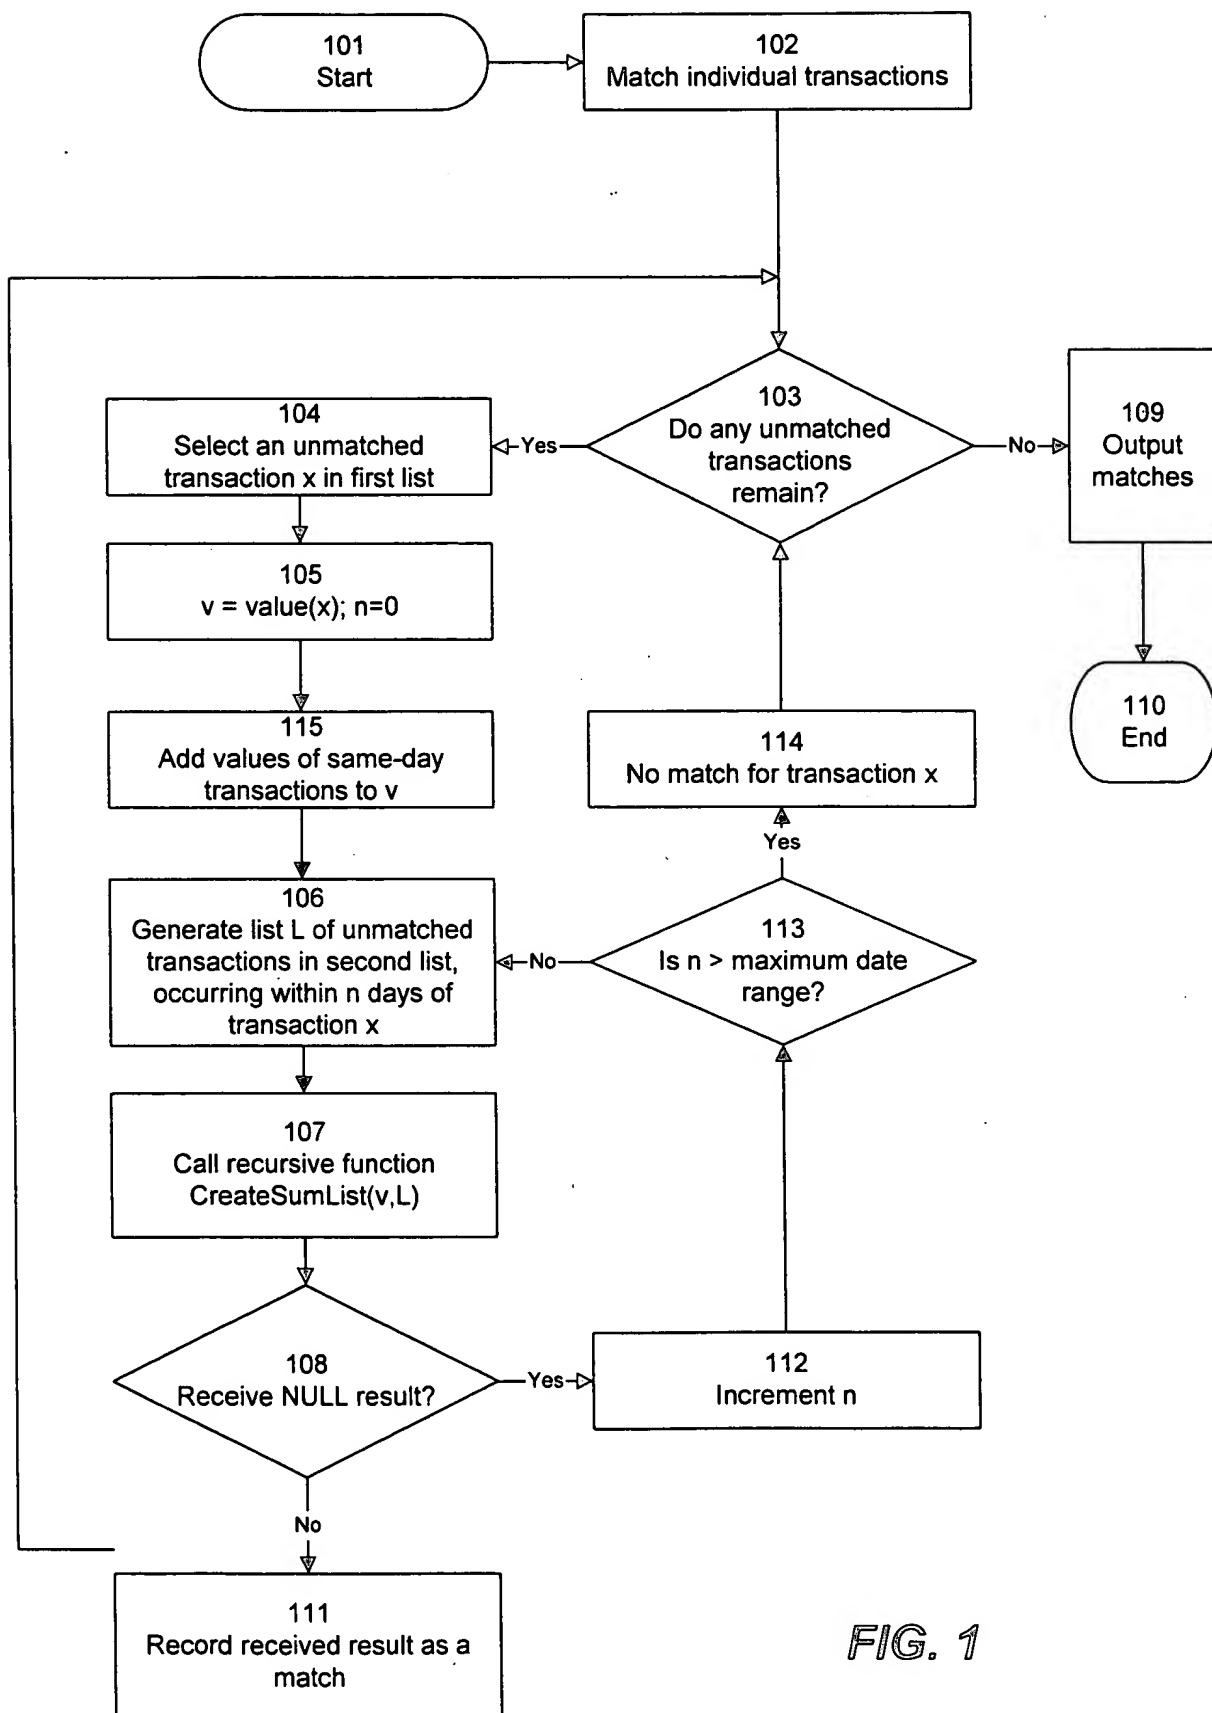 101
Start
102
Match individual transactions
103
Do any unmatched
transactions
remain?
Yes
No
104
Select an unmatched
transaction x in first list
109
Output
matches
105
v = value(x); n=0
110
End
115
Add values of same-day
transactions to v
114
No match for transaction x
Yes
106
Generate list L of unmatched
transactions in second list,
occurring within n days of
transaction x
No
113
Is n > maximum date
range?
107
Call recursive function
CreateSumList(v,L)
108
Receive NULL result?
Yes
112
Increment n
No
111
Record received result as a
match
FIG. 1